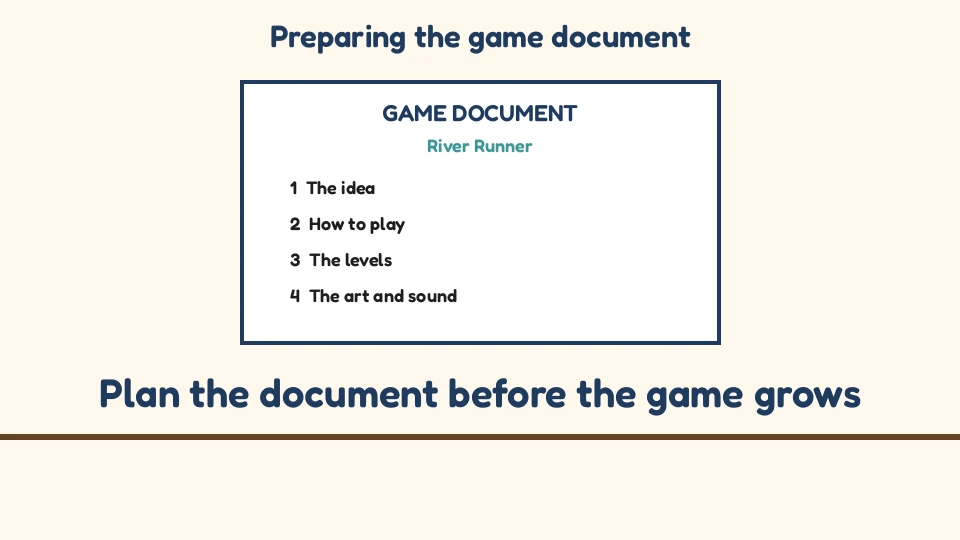 Preparing the game document
GAME DOCUMENT
River Runner
1 The idea
2 How to play
3 The levels
4 The art and sound
Plan the document before the game grows